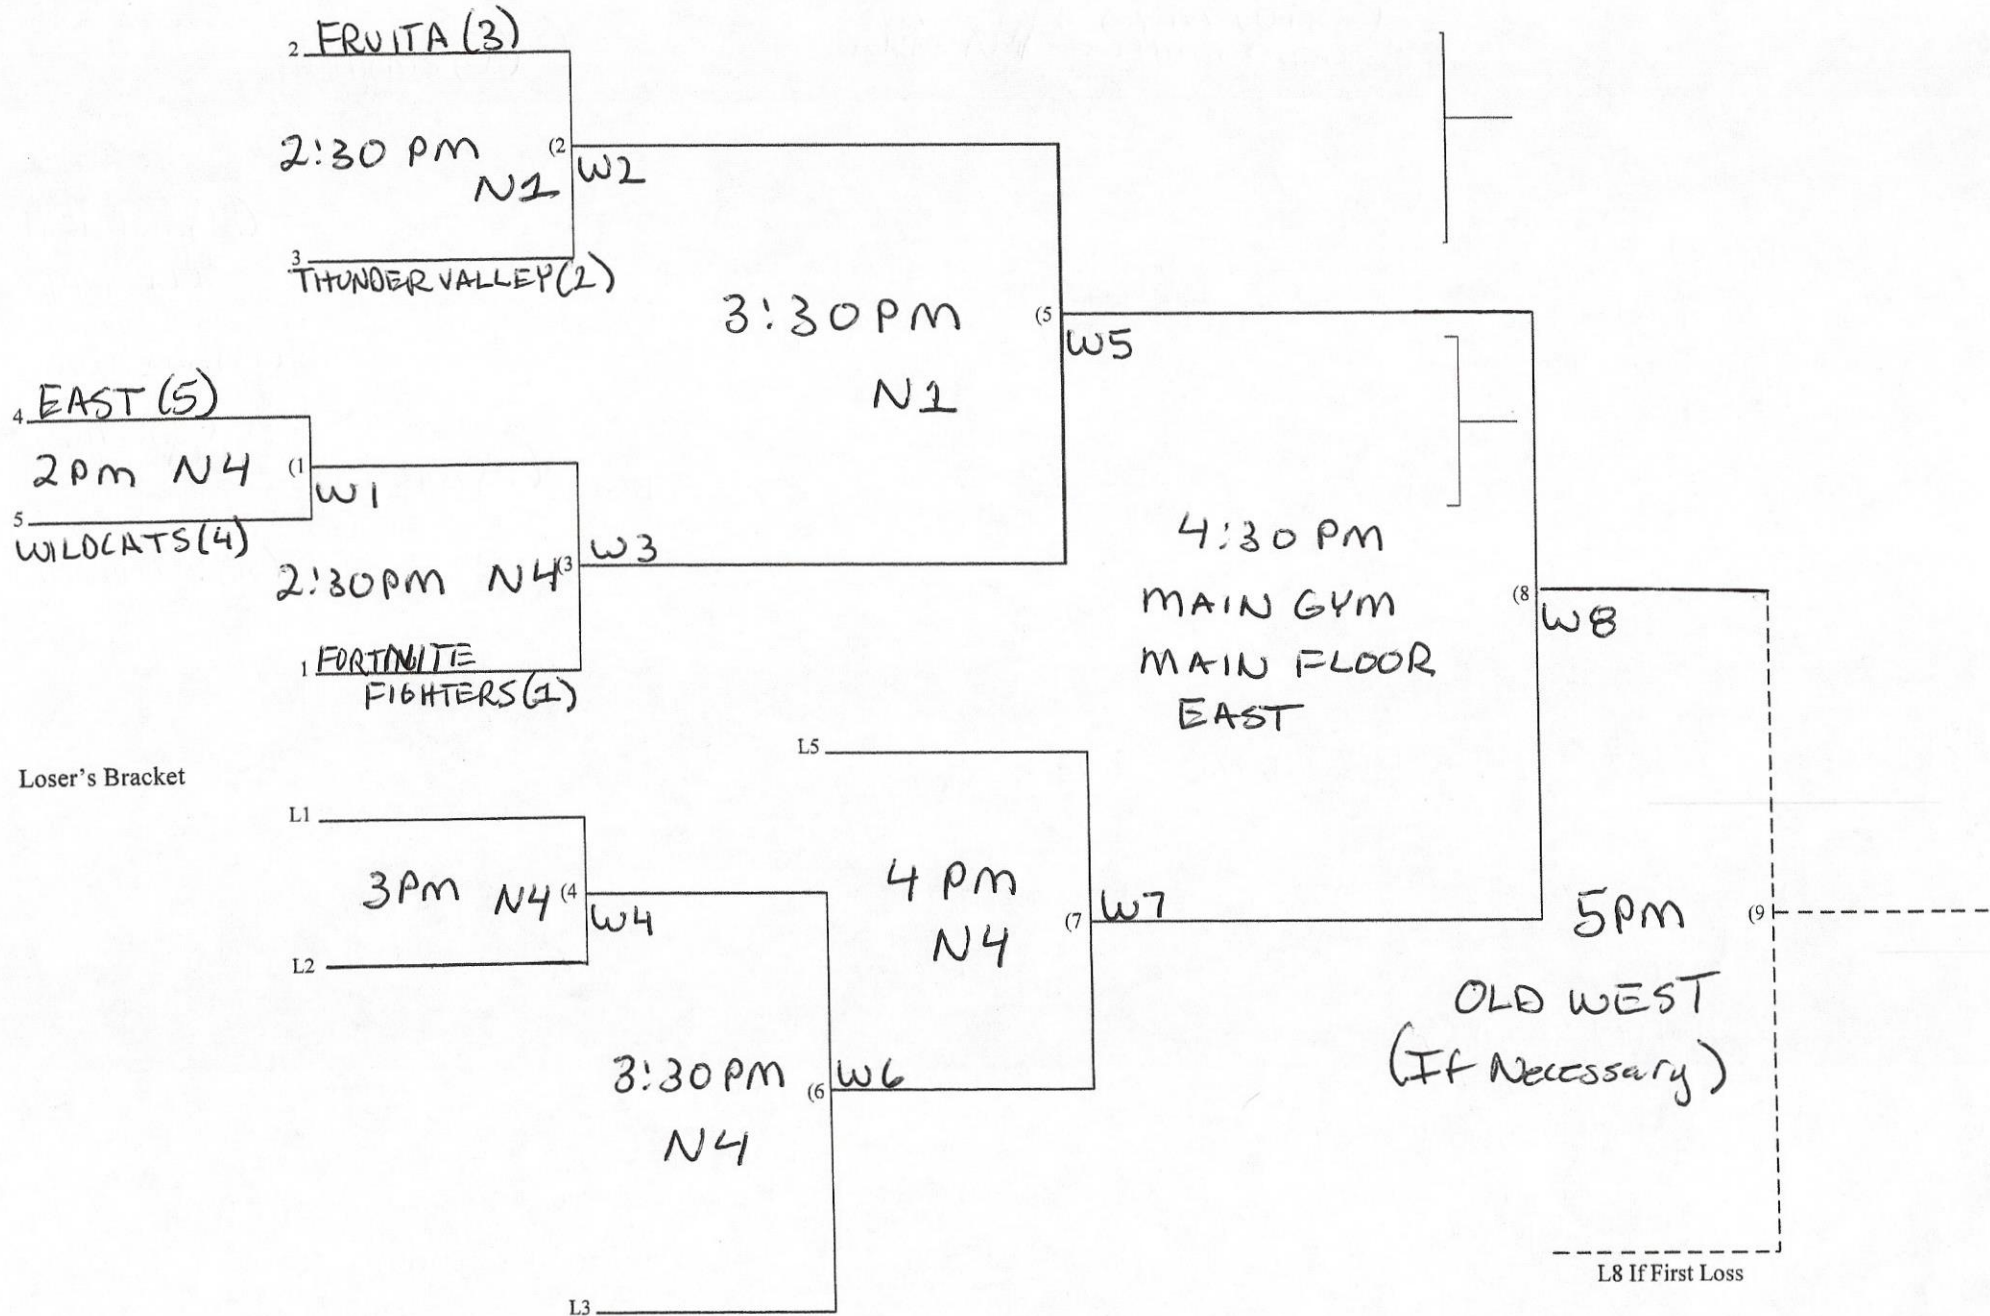 2 FRUITA (3)
2:30 PM (2 W2
N1
3
THUNDER VALLEY (2)
3:30 PM (5
W5
N1
4 EAST (5)
2PM N4 (1
W1
5
WILDCATS (4)
W3
2:30PM N4 (3
1 FORTNITE
FIGHTERS (1)
4:30 PM
MAIN GYM (8
W8
MAIN FLOOR
EAST
L5
Loser's Bracket
L1
3PM N4 (4
W4
L2
4 PM
N4 (7
W7
5PM (9
OLD WEST
(If Necessary)
3:30 PM (6 W6
N4
L8 If First Loss
L3